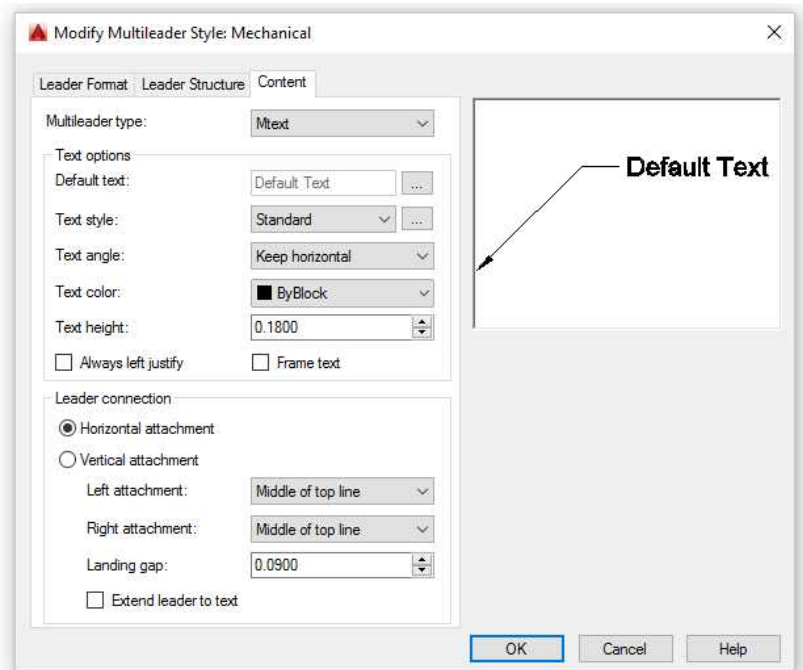 Modify Multileader Style: Mechanical
Leader Format Leader Structure Content
Multileader type: Mtext
Default Text
Text options
Default text: Default Text ...
Text style: Standard ...
Text angle: Keep horizontal
Text color: ByBlock
Text height: 0.1800
Always left justify Frame text
Leader connection
Horizontal attachment
Vertical attachment
Left attachment: Middle of top line
Right attachment: Middle of top line
Landing gap: 0.0900
Extend leader to text
OK Cancel Help